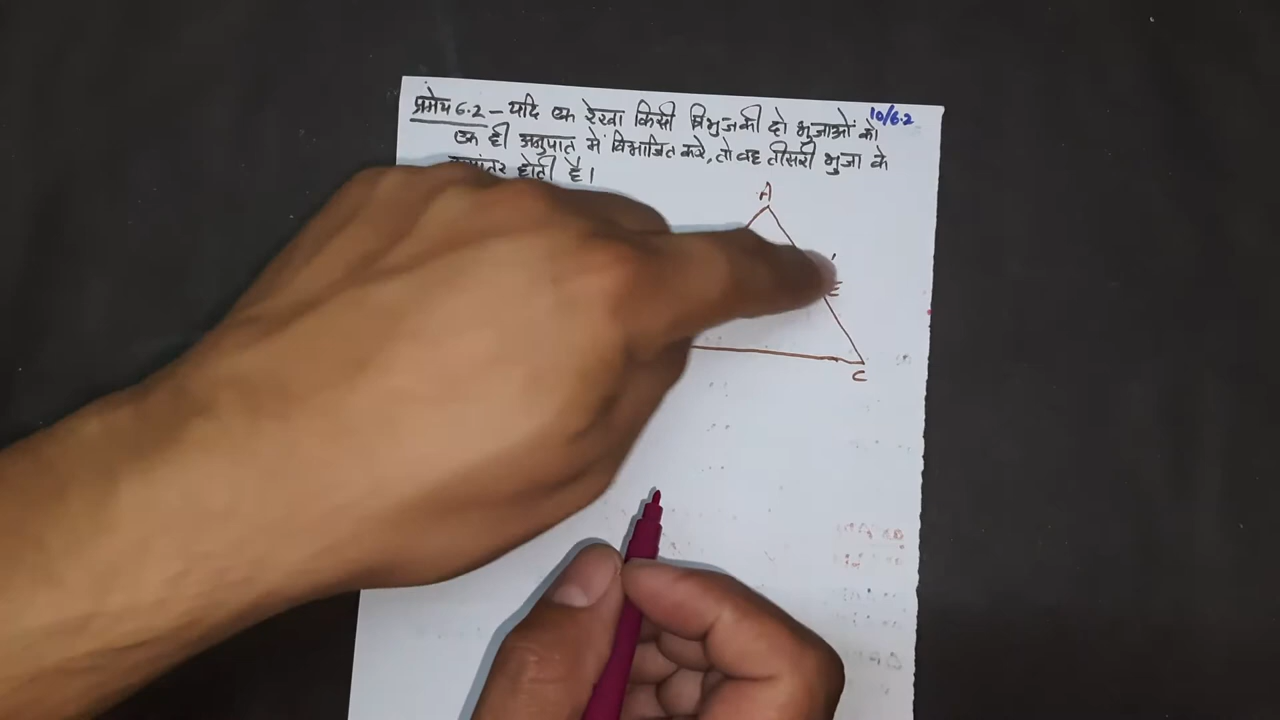 प्रमेय 6.2 - यदि एक रेखा किसी त्रिभुज की दो भुजाओं को
10/6.2
एक ही अनुपात में विभाजित करे, तो वह तीसरी भुजा के
होती है।
A
E
C